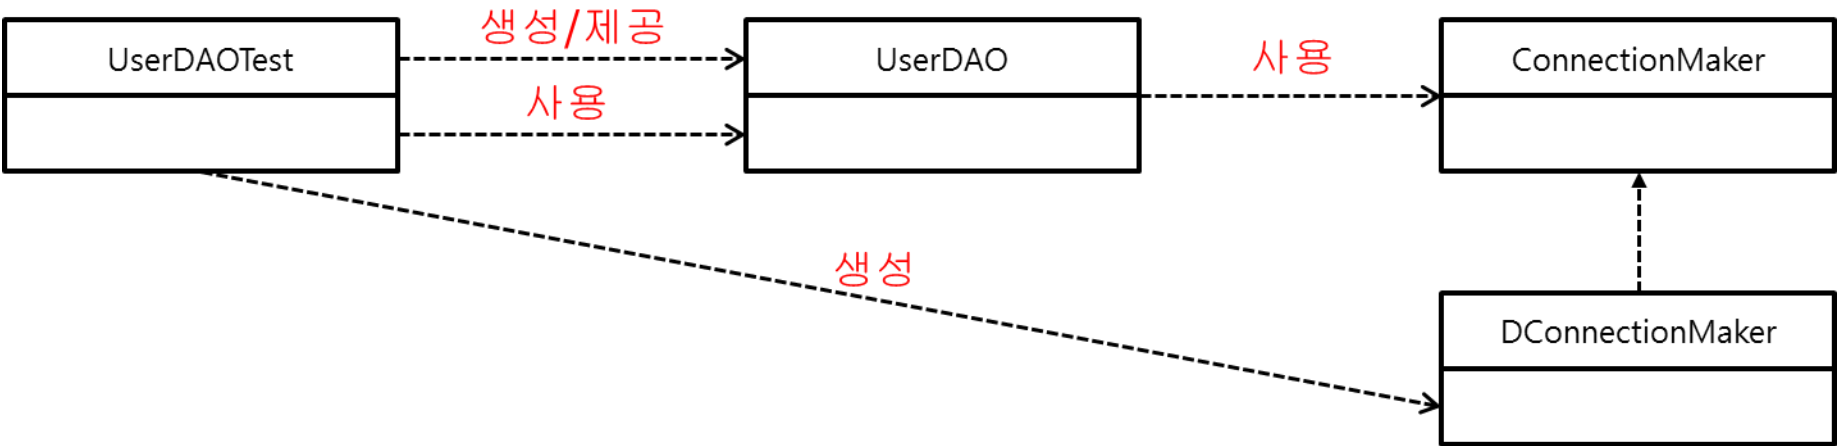 생성/제공
UserDAOTest
UserDAO
사용
ConnectionMaker
사용
생성
DConnectionMaker